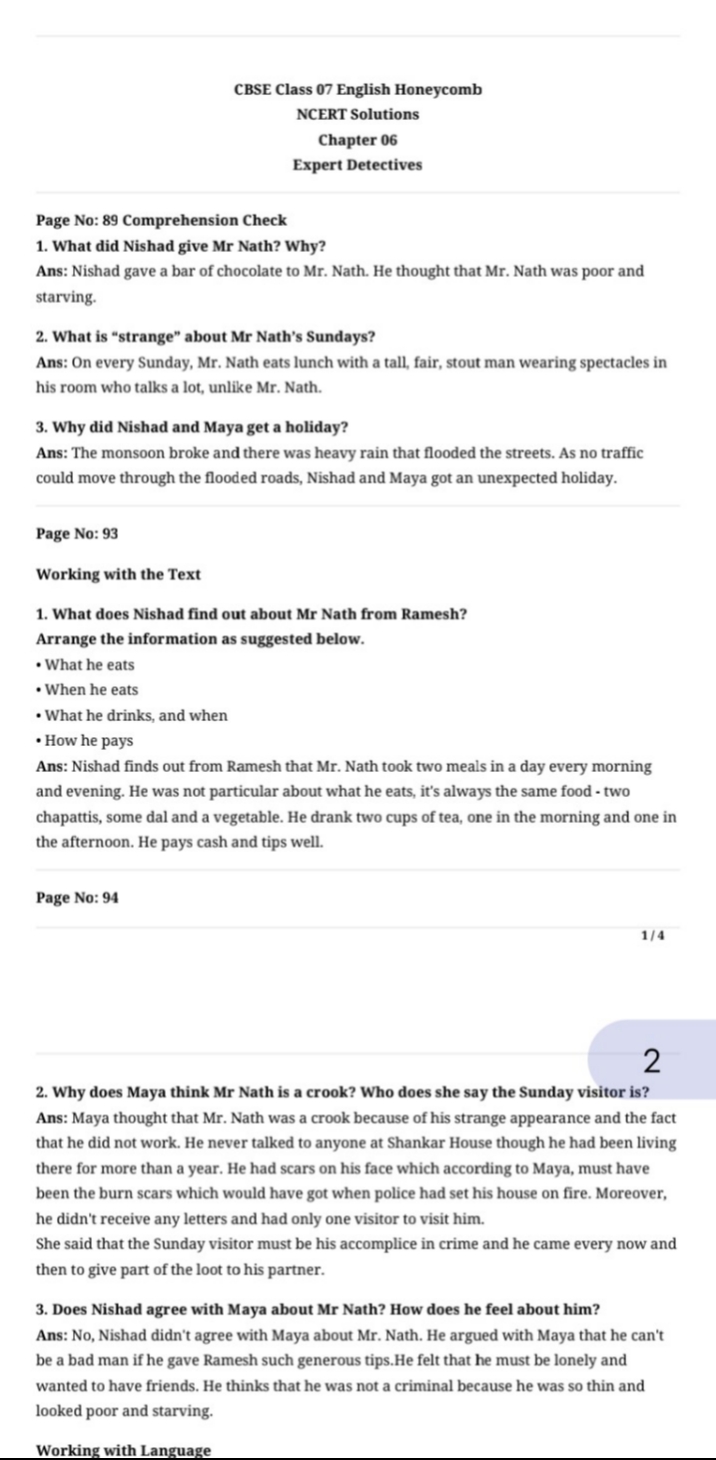 CBSE Class 07 English Honeycomb
NCERT Solutions
Chapter 06
Expert Detectives
Page No: 89 Comprehension Check
1. What did Nishad give Mr Nath? Why?
Ans: Nishad gave a bar of chocolate to Mr. Nath. He thought that Mr. Nath was poor and
starving.
2. What is “strange” about Mr Nath’s Sundays?
Ans: On every Sunday, Mr. Nath eats lunch with a tall, fair, stout man wearing spectacles in
his room who talks a lot, unlike Mr. Nath.
3. Why did Nishad and Maya get a holiday?
Ans: The monsoon broke and there was heavy rain that flooded the streets. As no traffic
could move through the flooded roads, Nishad and Maya got an unexpected holiday.
Page No: 93
Working with the Text
1. What does Nishad find out about Mr Nath from Ramesh?
Arrange the information as suggested below.
• What he eats
• When he eats
• What he drinks, and when
• How he pays
Ans: Nishad finds out from Ramesh that Mr. Nath took two meals in a day every morning
and evening. He was not particular about what he eats, it's always the same food - two
chapattis, some dal and a vegetable. He drank two cups of tea, one in the morning and one in
the afternoon. He pays cash and tips well.
Page No: 94
1 / 4
2
2. Why does Maya think Mr Nath is a crook? Who does she say the Sunday visitor is?
Ans: Maya thought that Mr. Nath was a crook because of his strange appearance and the fact
that he did not work. He never talked to anyone at Shankar House though he had been living
there for more than a year. He had scars on his face which according to Maya, must have
been the burn scars which would have got when police had set his house on fire. Moreover,
he didn't receive any letters and had only one visitor to visit him.
She said that the Sunday visitor must be his accomplice in crime and he came every now and
then to give part of the loot to his partner.
3. Does Nishad agree with Maya about Mr Nath? How does he feel about him?
Ans: No, Nishad didn't agree with Maya about Mr. Nath. He argued with Maya that he can't
be a bad man if he gave Ramesh such generous tips.He felt that he must be lonely and
wanted to have friends. He thinks that he was not a criminal because he was so thin and
looked poor and starving.
Working with Language